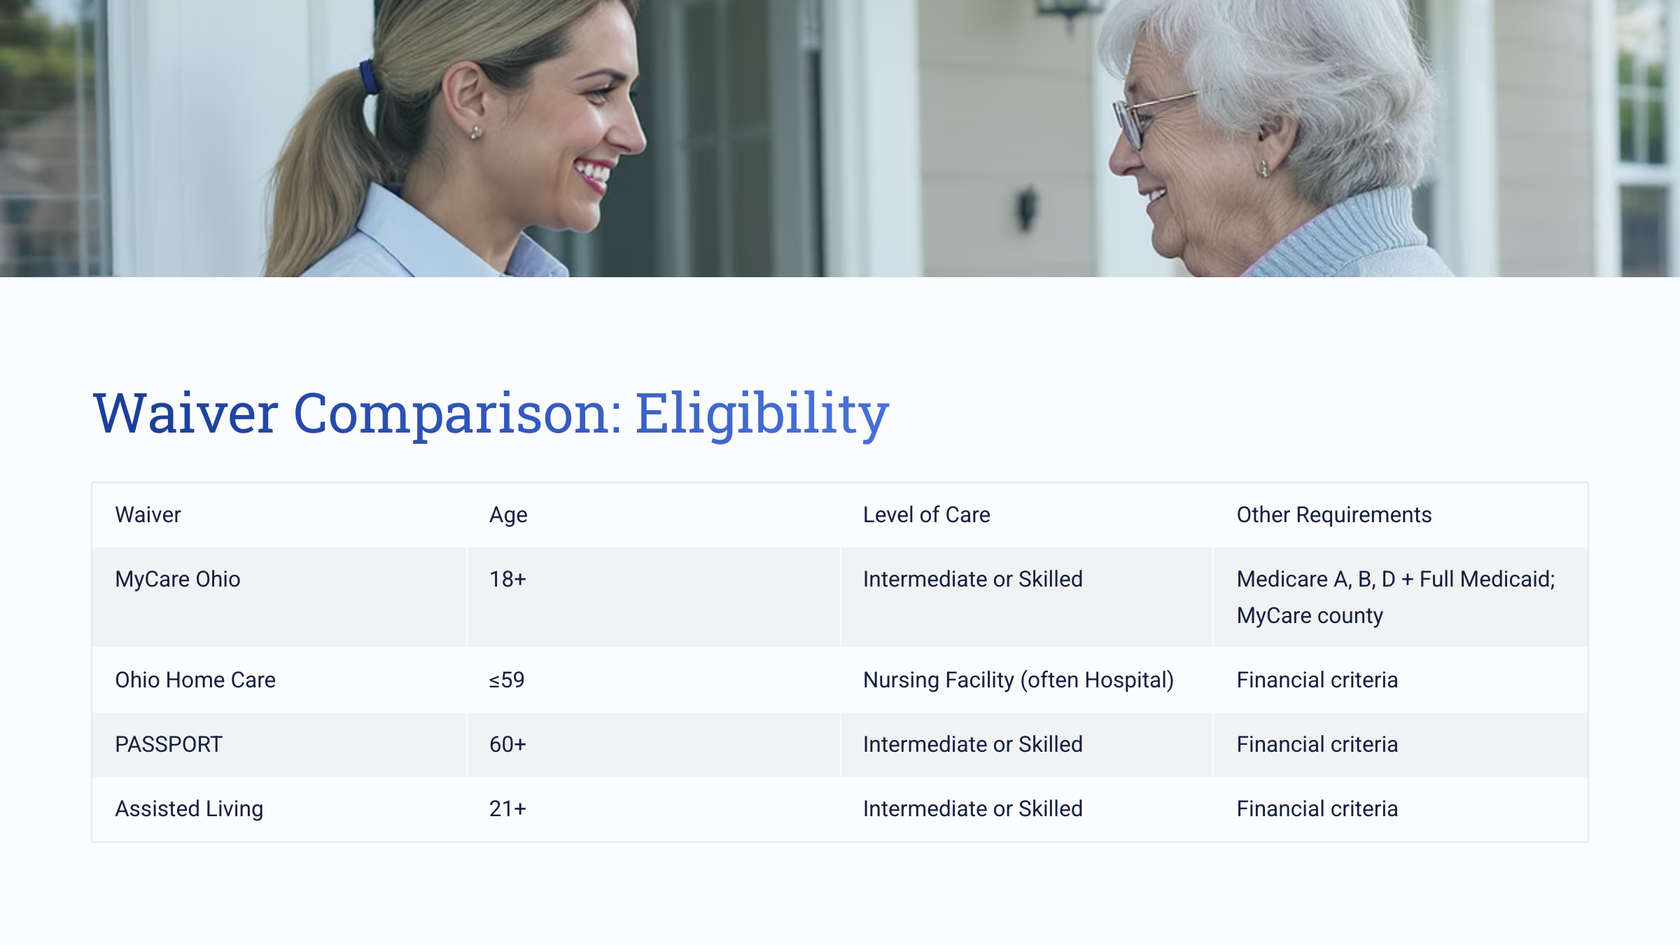 Waiver Comparison: Eligibility
Waiver Age Level of Care Other Requirements
MyCare Ohio 18+ Intermediate or Skilled Medicare A, B, D + Full Medicaid;
MyCare county
Ohio Home Care ≤59 Nursing Facility (often Hospital) Financial criteria
PASSPORT 60+ Intermediate or Skilled Financial criteria
Assisted Living 21+ Intermediate or Skilled Financial criteria